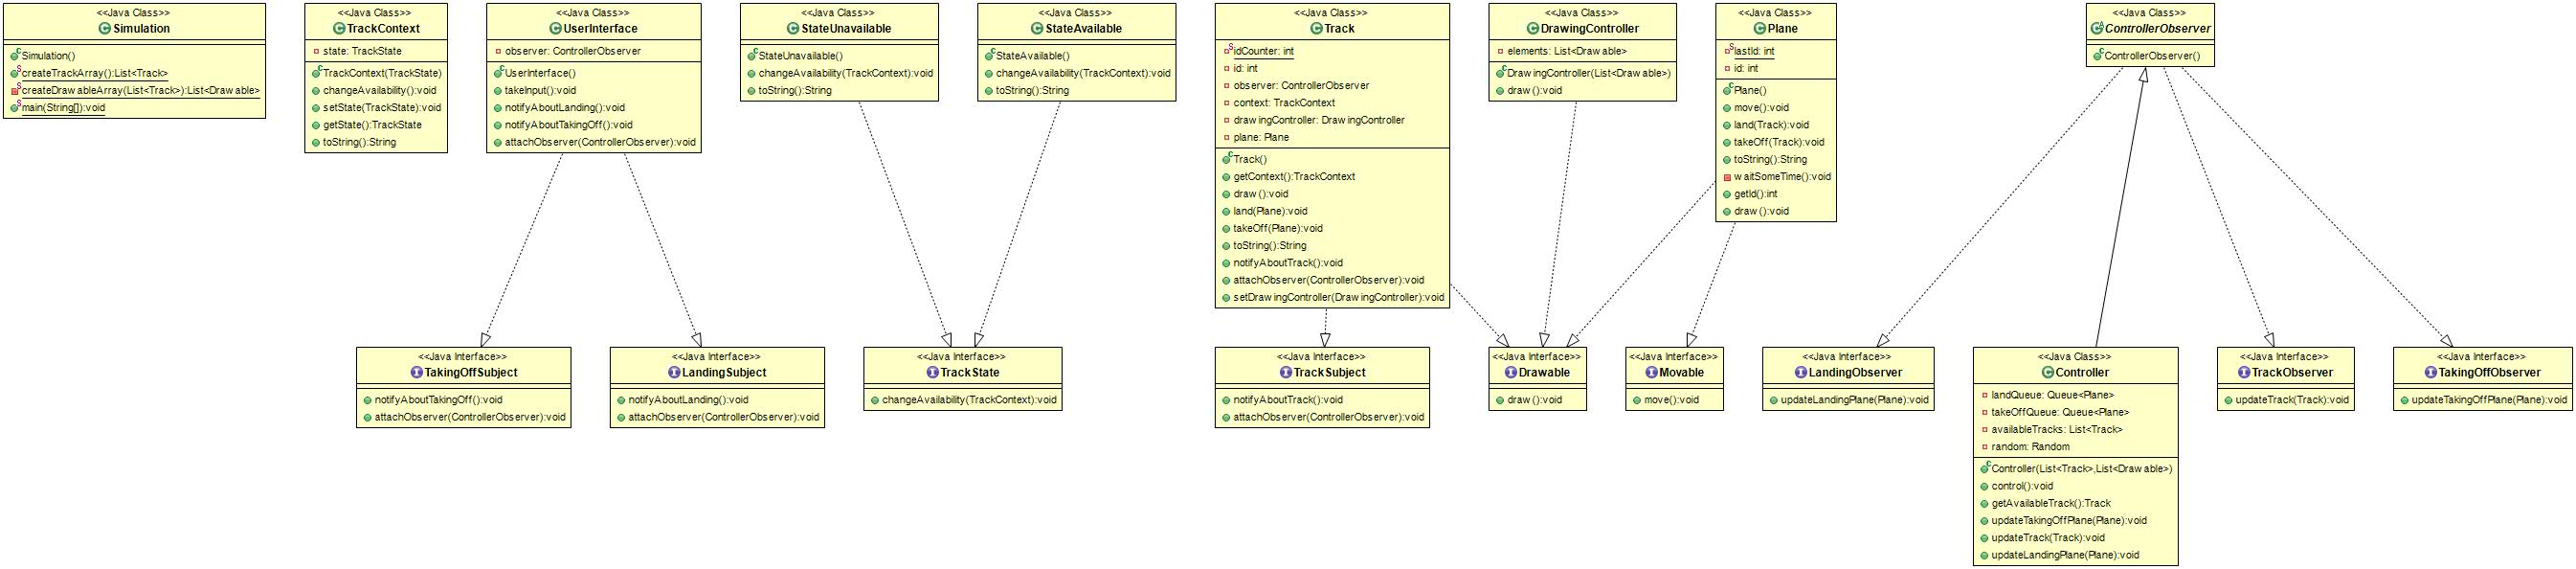 <<Java Class>>
Simulation
Simulation()
createTrackArray():List<Track>
createDrawableArray(List<Track>):List<Drawable>
main(String[]):void
<<Java Class>>
TrackContext
state: TrackState
TrackContext(TrackState)
changeAvailability():void
setState(TrackState):void
getState():TrackState
toString():String
<<Java Class>>
UserInterface
observer: ControllerObserver
UserInterface()
takeInput():void
notifyAboutLanding():void
notifyAboutTakingOff():void
attachObserver(ControllerObserver):void
<<Java Class>>
StateUnavailable
StateUnavailable()
changeAvailability(TrackContext):void
toString():String
<<Java Class>>
StateAvailable
StateAvailable()
changeAvailability(TrackContext):void
toString():String
<<Java Class>>
Track
idCounter: int
id: int
observer: ControllerObserver
context: TrackContext
drawingController: DrawingController
plane: Plane
Track()
getContext():TrackContext
draw():void
land(Plane):void
takeOff(Plane):void
toString():String
notifyAboutTrack():void
attachObserver(ControllerObserver):void
setDrawingController(DrawingController):void
<<Java Class>>
DrawingController
elements: List<Drawable>
DrawingController(List<Drawable>)
draw():void
<<Java Class>>
Plane
lastId: int
id: int
Plane()
move():void
land(Track):void
takeOff(Track):void
toString():String
waitSomeTime():void
getId():int
draw():void
<<Java Class>>
ControllerObserver
ControllerObserver()
<<Java Interface>>
TakingOffSubject
notifyAboutTakingOff():void
attachObserver(ControllerObserver):void
<<Java Interface>>
LandingSubject
notifyAboutLanding():void
attachObserver(ControllerObserver):void
<<Java Interface>>
TrackState
changeAvailability(TrackContext):void
<<Java Interface>>
TrackSubject
notifyAboutTrack():void
attachObserver(ControllerObserver):void
<<Java Interface>>
Drawable
draw():void
<<Java Interface>>
Movable
move():void
<<Java Interface>>
LandingObserver
updateLandingPlane(Plane):void
<<Java Class>>
Controller
landQueue: Queue<Plane>
takeOffQueue: Queue<Plane>
availableTracks: List<Track>
random: Random
Controller(List<Track>,List<Drawable>)
control():void
getAvailableTrack():Track
updateTakingOffPlane(Plane):void
updateTrack(Track):void
updateLandingPlane(Plane):void
<<Java Interface>>
TrackObserver
updateTrack(Track):void
<<Java Interface>>
TakingOffObserver
updateTakingOffPlane(Plane):void